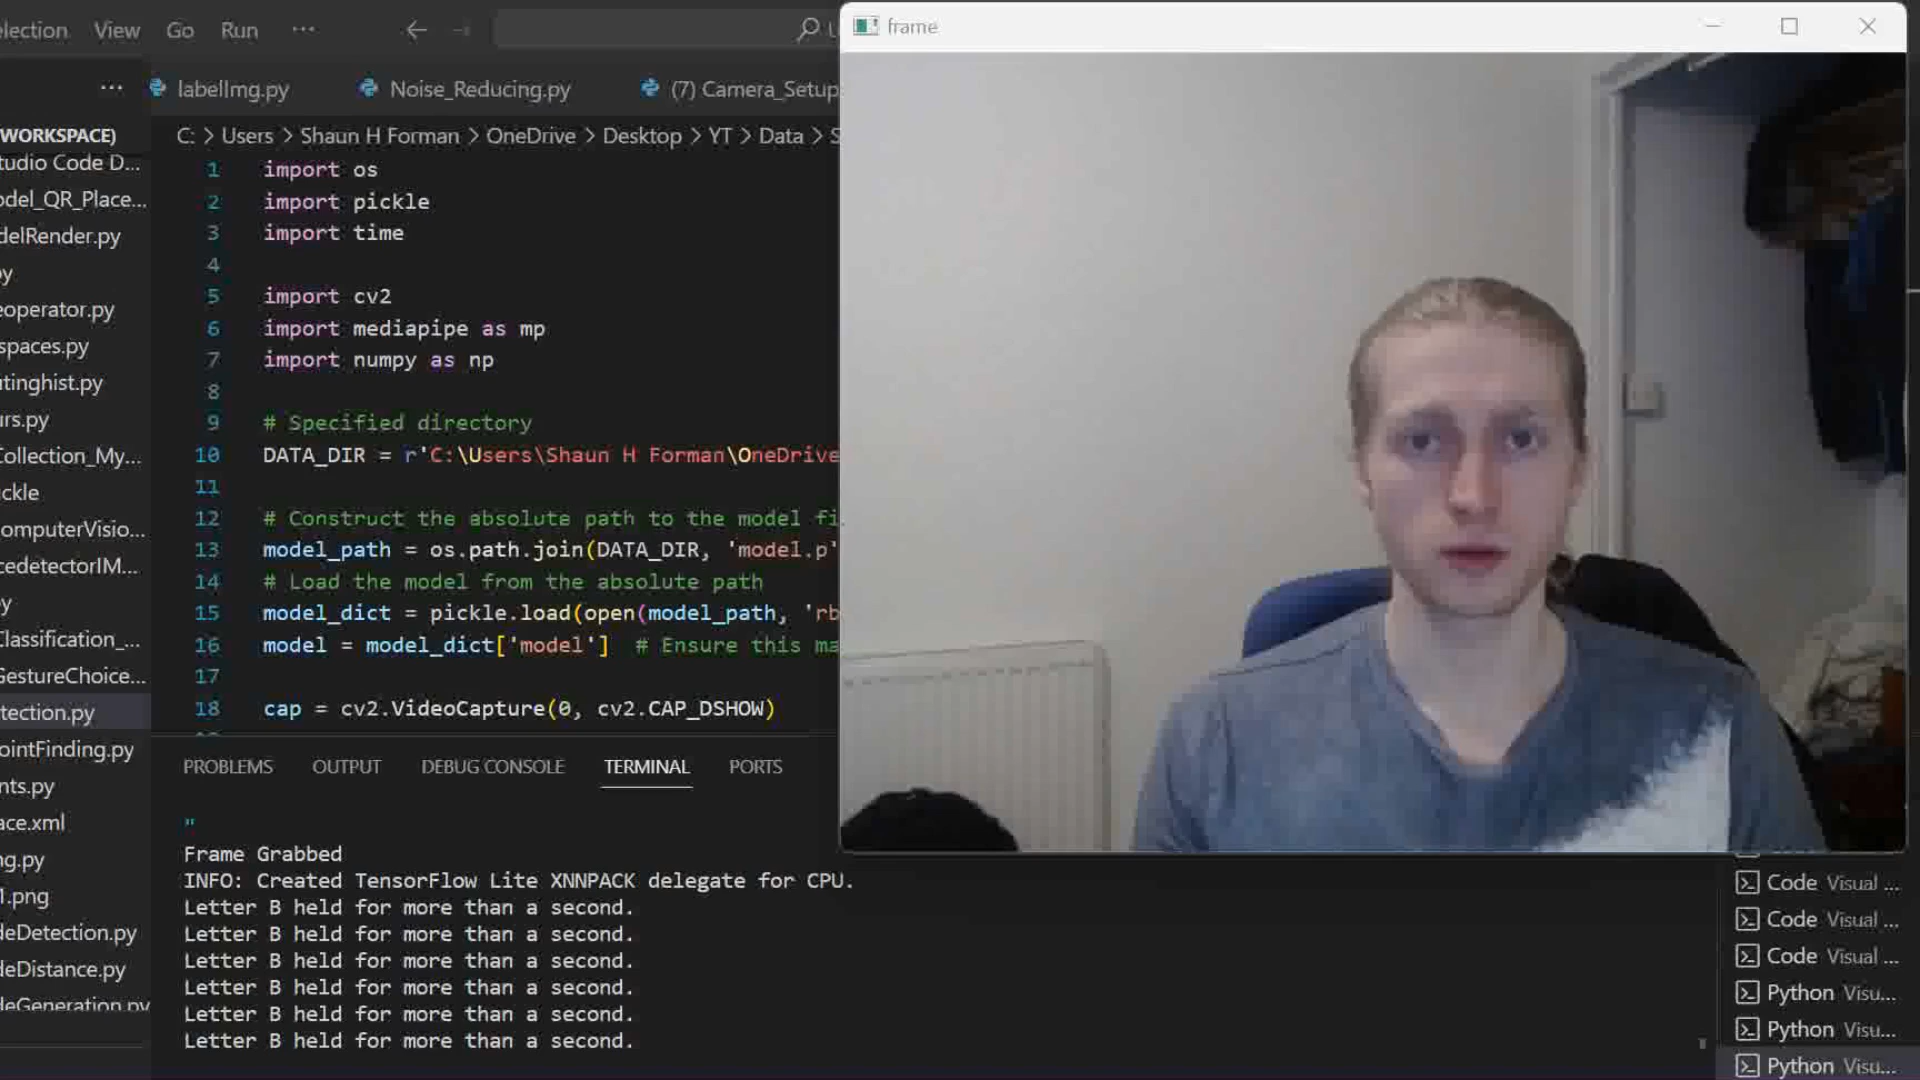 election View Go Run ···
frame
···
labelImg.py Noise_Reducing.py (7) Camera_Setup
WORKSPACE)
C: > Users > Shaun H Forman > OneDrive > Desktop > YT > Data > S
tudio Code D...
odel_QR_Place...
delRender.py
py
eoperator.py
spaces.py
tinghist.py
urs.py
Collection_My...
ckle
omputerVisio...
cedetectorIM...
py
Classification_...
GestureChoice...
tection.py
ointFinding.py
nts.py
ace.xml
ng.py
1.png
deDetection.py
deDistance.py
deGeneration.py
1 import os
2 import pickle
3 import time
4
5 import cv2
6 import mediapipe as mp
7 import numpy as np
8
9 # Specified directory
10 DATA_DIR = r'C:\Users\Shaun H Forman\OneDrive
11
12 # Construct the absolute path to the model fi
13 model_path = os.path.join(DATA_DIR, 'model.p'
14 # Load the model from the absolute path
15 model_dict = pickle.load(open(model_path, 'rb
16 model = model_dict['model'] # Ensure this ma
17
18 cap = cv2.VideoCapture(0, cv2.CAP_DSHOW)
PROBLEMS OUTPUT DEBUG CONSOLE TERMINAL PORTS
"
Frame Grabbed
INFO: Created TensorFlow Lite XNNPACK delegate for CPU.
Letter B held for more than a second.
Letter B held for more than a second.
Letter B held for more than a second.
Letter B held for more than a second.
Letter B held for more than a second.
Letter B held for more than a second.
Code Visual ...
Code Visual ...
Code Visual ...
Python Visu...
Python Visu...
Python Visu...